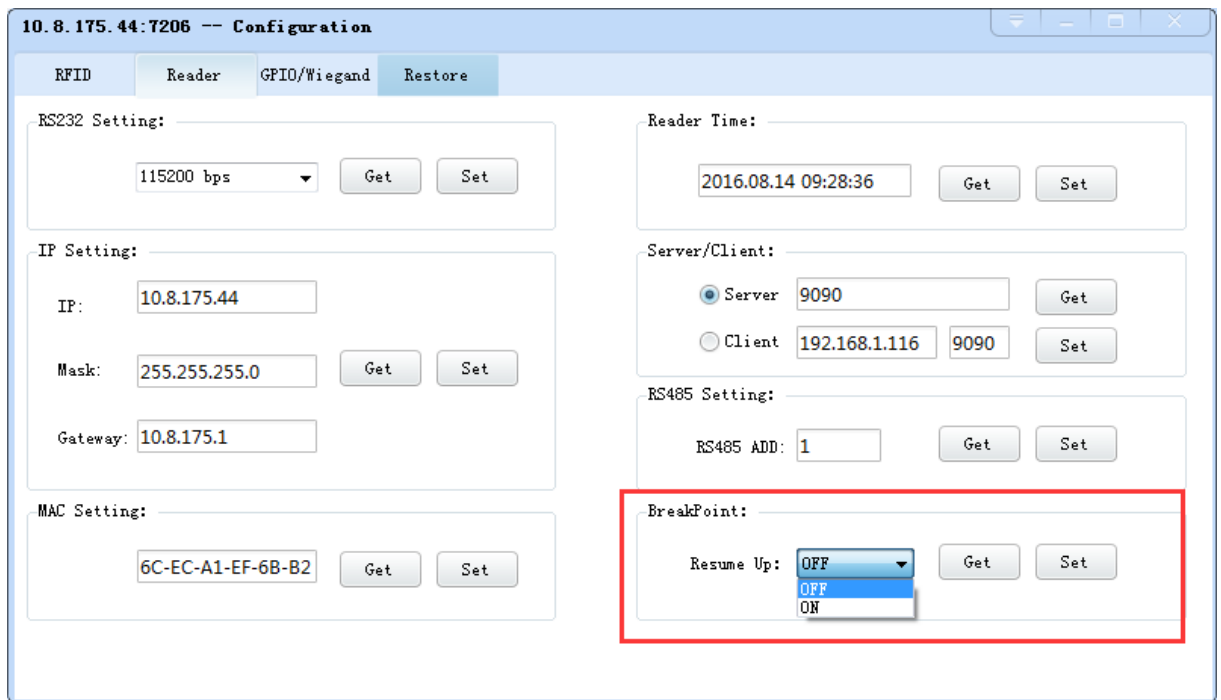 10.8.175.44:7206 -- Configuration
RFID Reader GPIO/Wiegand Restore
RS232 Setting:
115200 bps Get Set
IP Setting:
IP: 10.8.175.44
Mask: 255.255.255.0 Get Set
Gateway: 10.8.175.1
MAC Setting:
6C-EC-A1-EF-6B-B2 Get Set
Reader Time:
2016.08.14 09:28:36 Get Set
Server/Client:
Server 9090 Get
Client 192.168.1.116 9090 Set
RS485 Setting:
RS485 ADD: 1 Get Set
BreakPoint:
Resume Up: OFF Get Set
OFF
ON